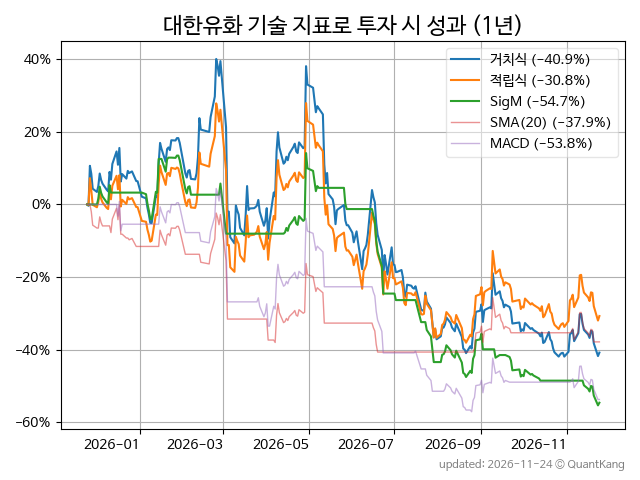 대한유화 기술 지표로 투자 시 성과 (1년)
거치식 (−40.9%)
적립식 (−30.8%)
SigM (−54.7%)
SMA(20) (−37.9%)
MACD (−53.8%)
40%
20%
0%
−20%
−40%
−60%
2026-01
2026-03
2026-05
2026-07
2026-09
2026-11
updated: 2026-11-24 © QuantKang